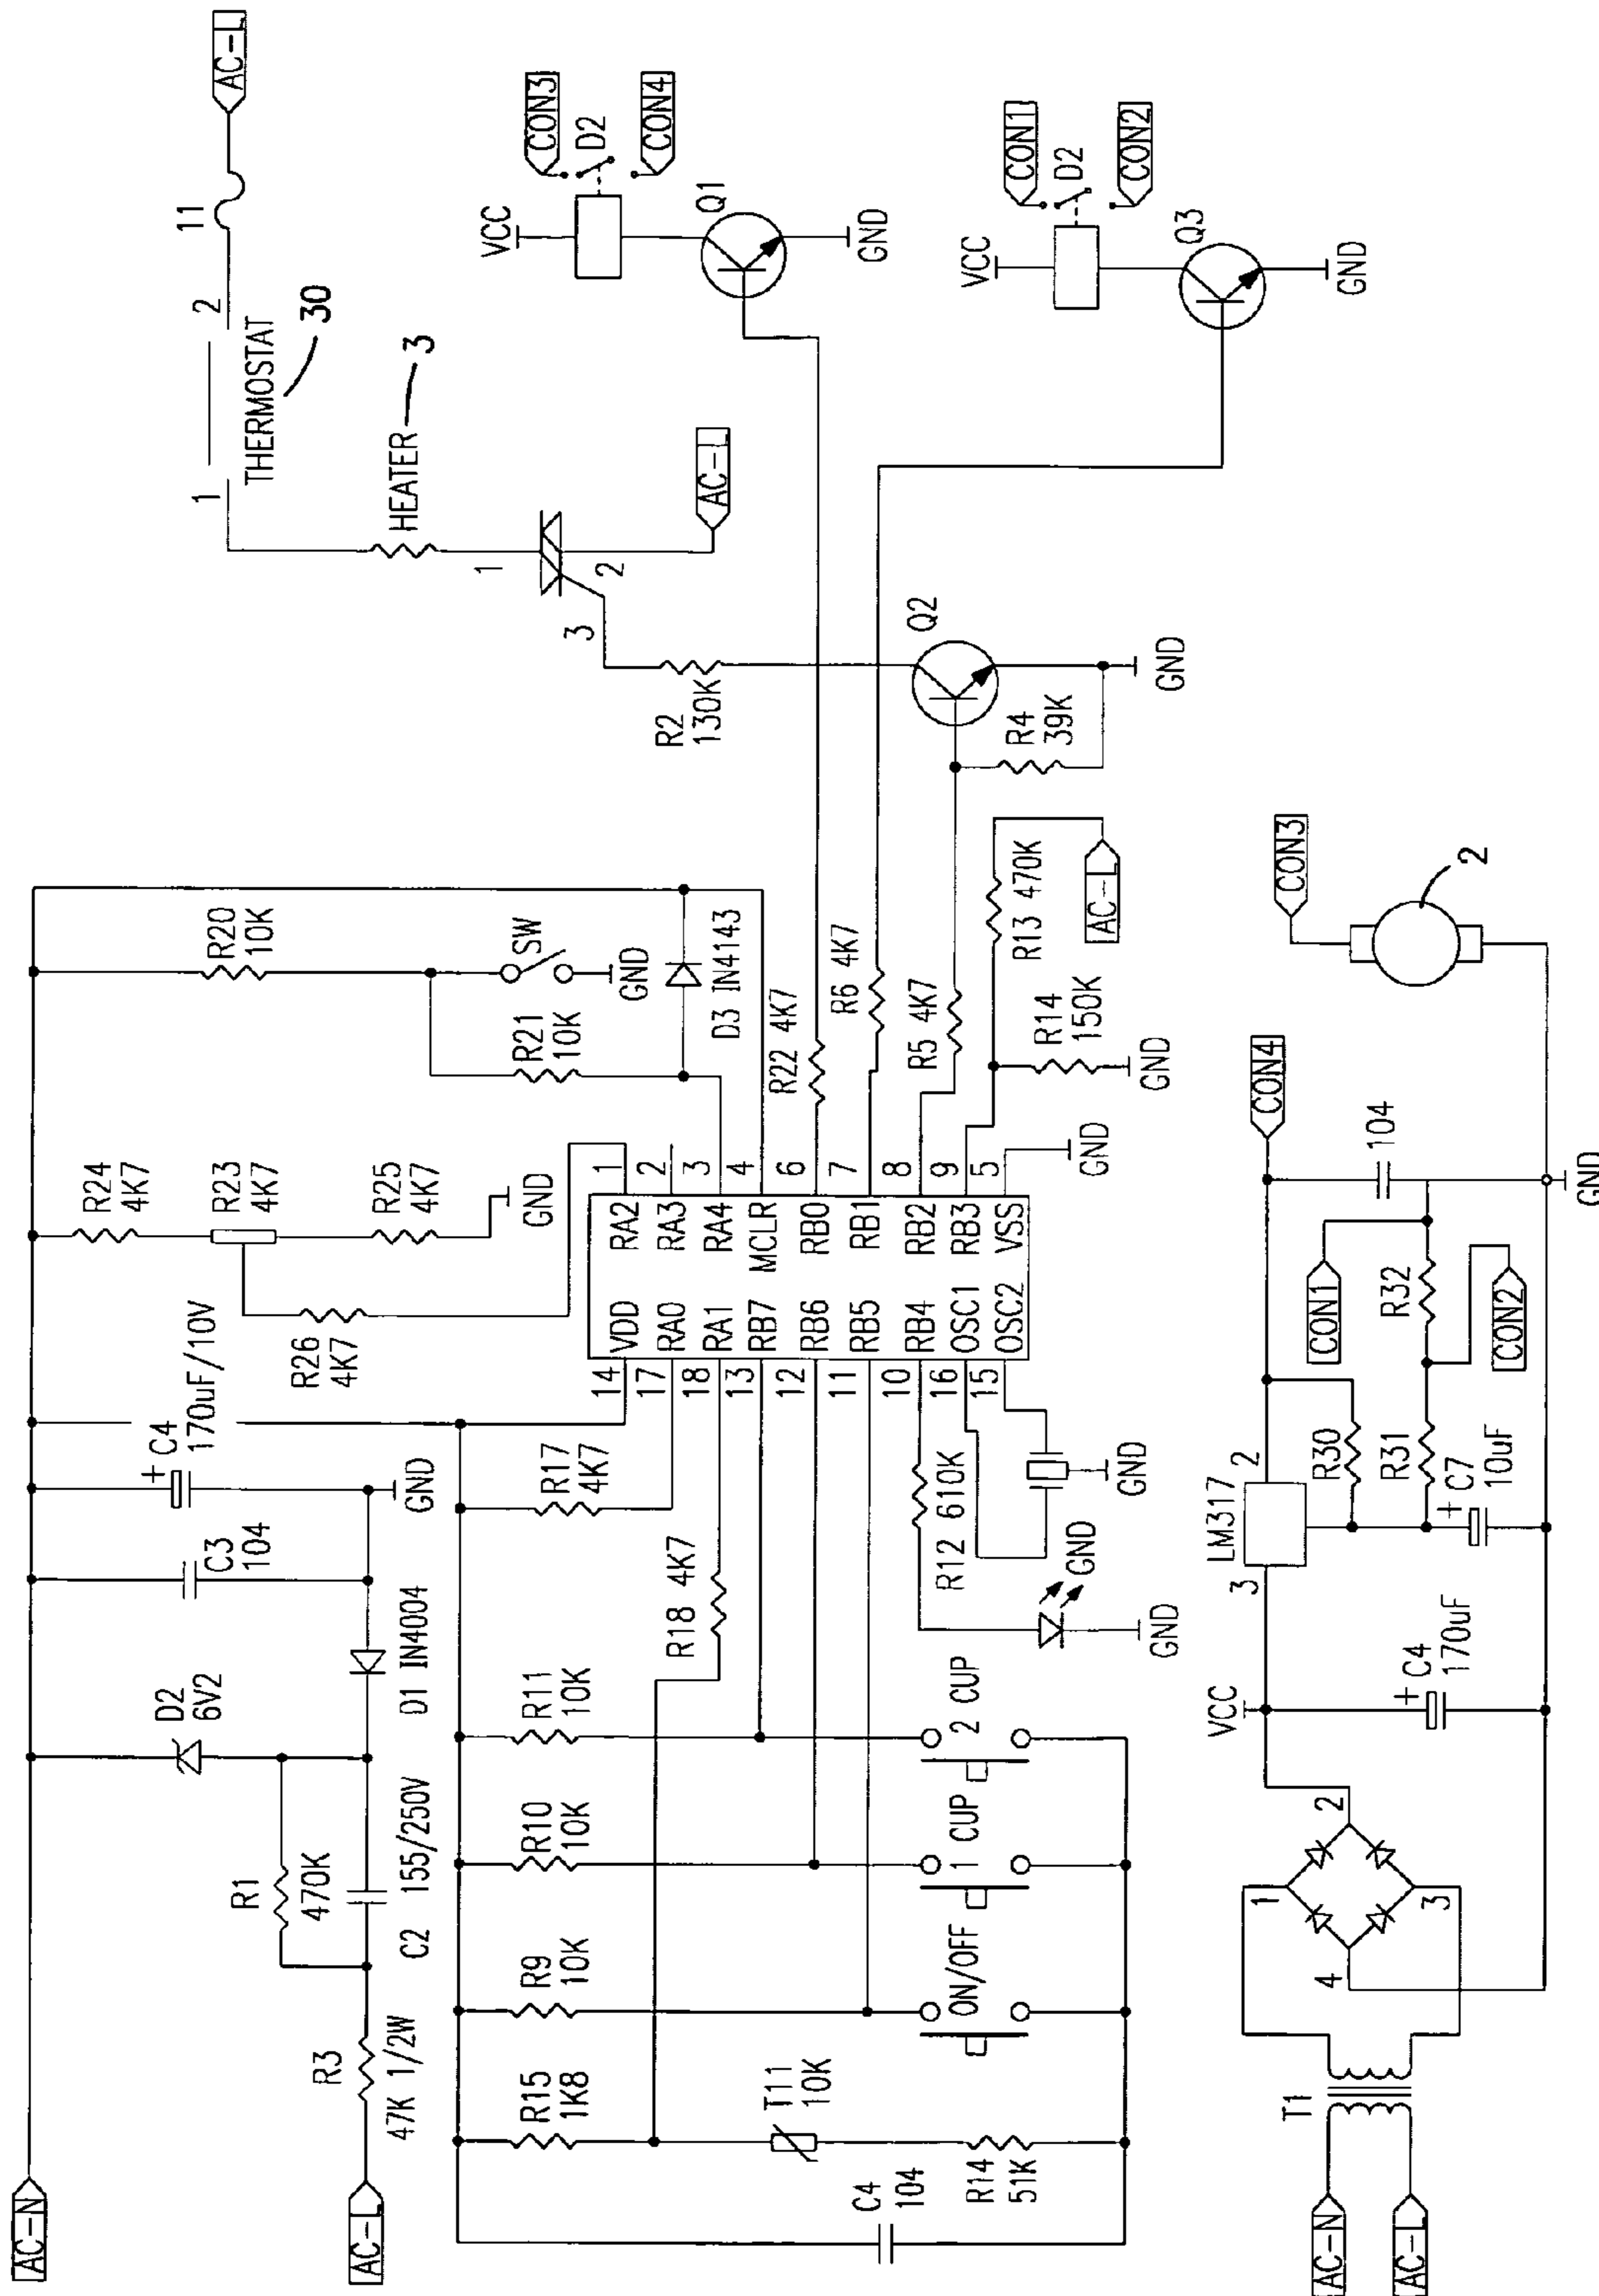 AC-N
AC-L
R3
47K 1/2W
R1
470K
C2 155/250V
D2
6V2
D1 IN4004
C3
104
C4
170uF/10V
+
GND
R24
4K7
R23
4K7
R25
4K7
GND
R26
4K7
R20
10K
R21
10K
SW
GND
D3 IN4143
11
AC-L
1
2
THERMOSTAT
30
HEATER
3
1
2
3
AC-L
R2
130K
VCC
CON3
D2
CON4
Q1
GND
VCC
CON1
D2
CON2
Q3
GND
Q2
R4
39K
GND
R22 4K7
R6 4K7
R5 4K7
R13 470K
AC-L
R14
150K
GND
14 VDD RA2 1
17 RA0 RA3 2
18 RA1 RA4 3
13 RB7 MCLR 4
12 RB6 RB0 6
11 RB5 RB1 7
10 RB4 RB2 8
16 OSC1 RB3 9
15 OSC2 VSS 5
GND
R17
4K7
R18 4K7
R12 610K
GND
GND
GND
R15
1K8
R9
10K
R10
10K
R11
10K
T11
10K
R14
51K
C4
104
ON/OFF
1 CUP
2 CUP
AC-N
AC-L
T1
1
2
3
4
VCC
C4
170uF
+
LM317
3
2
R30
R31
R32
C7
10uF
+
CON1
CON2
CON4
104
GND
CON3
2